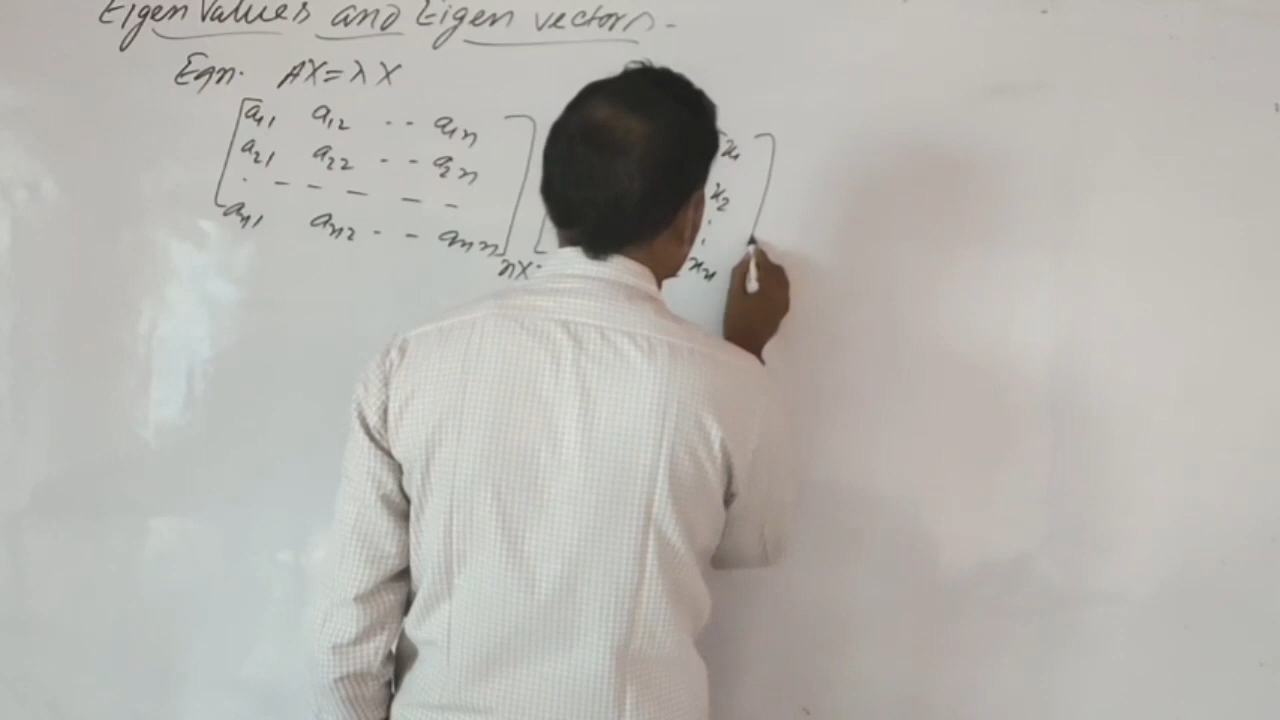 Eigen Values and Eigen vectors -
Eqn. AX = λ X
a11 a12 - - a1n x1
a21 a22 - - a2n x2
. - - - - - :
an1 an2 - - ann xn
nX